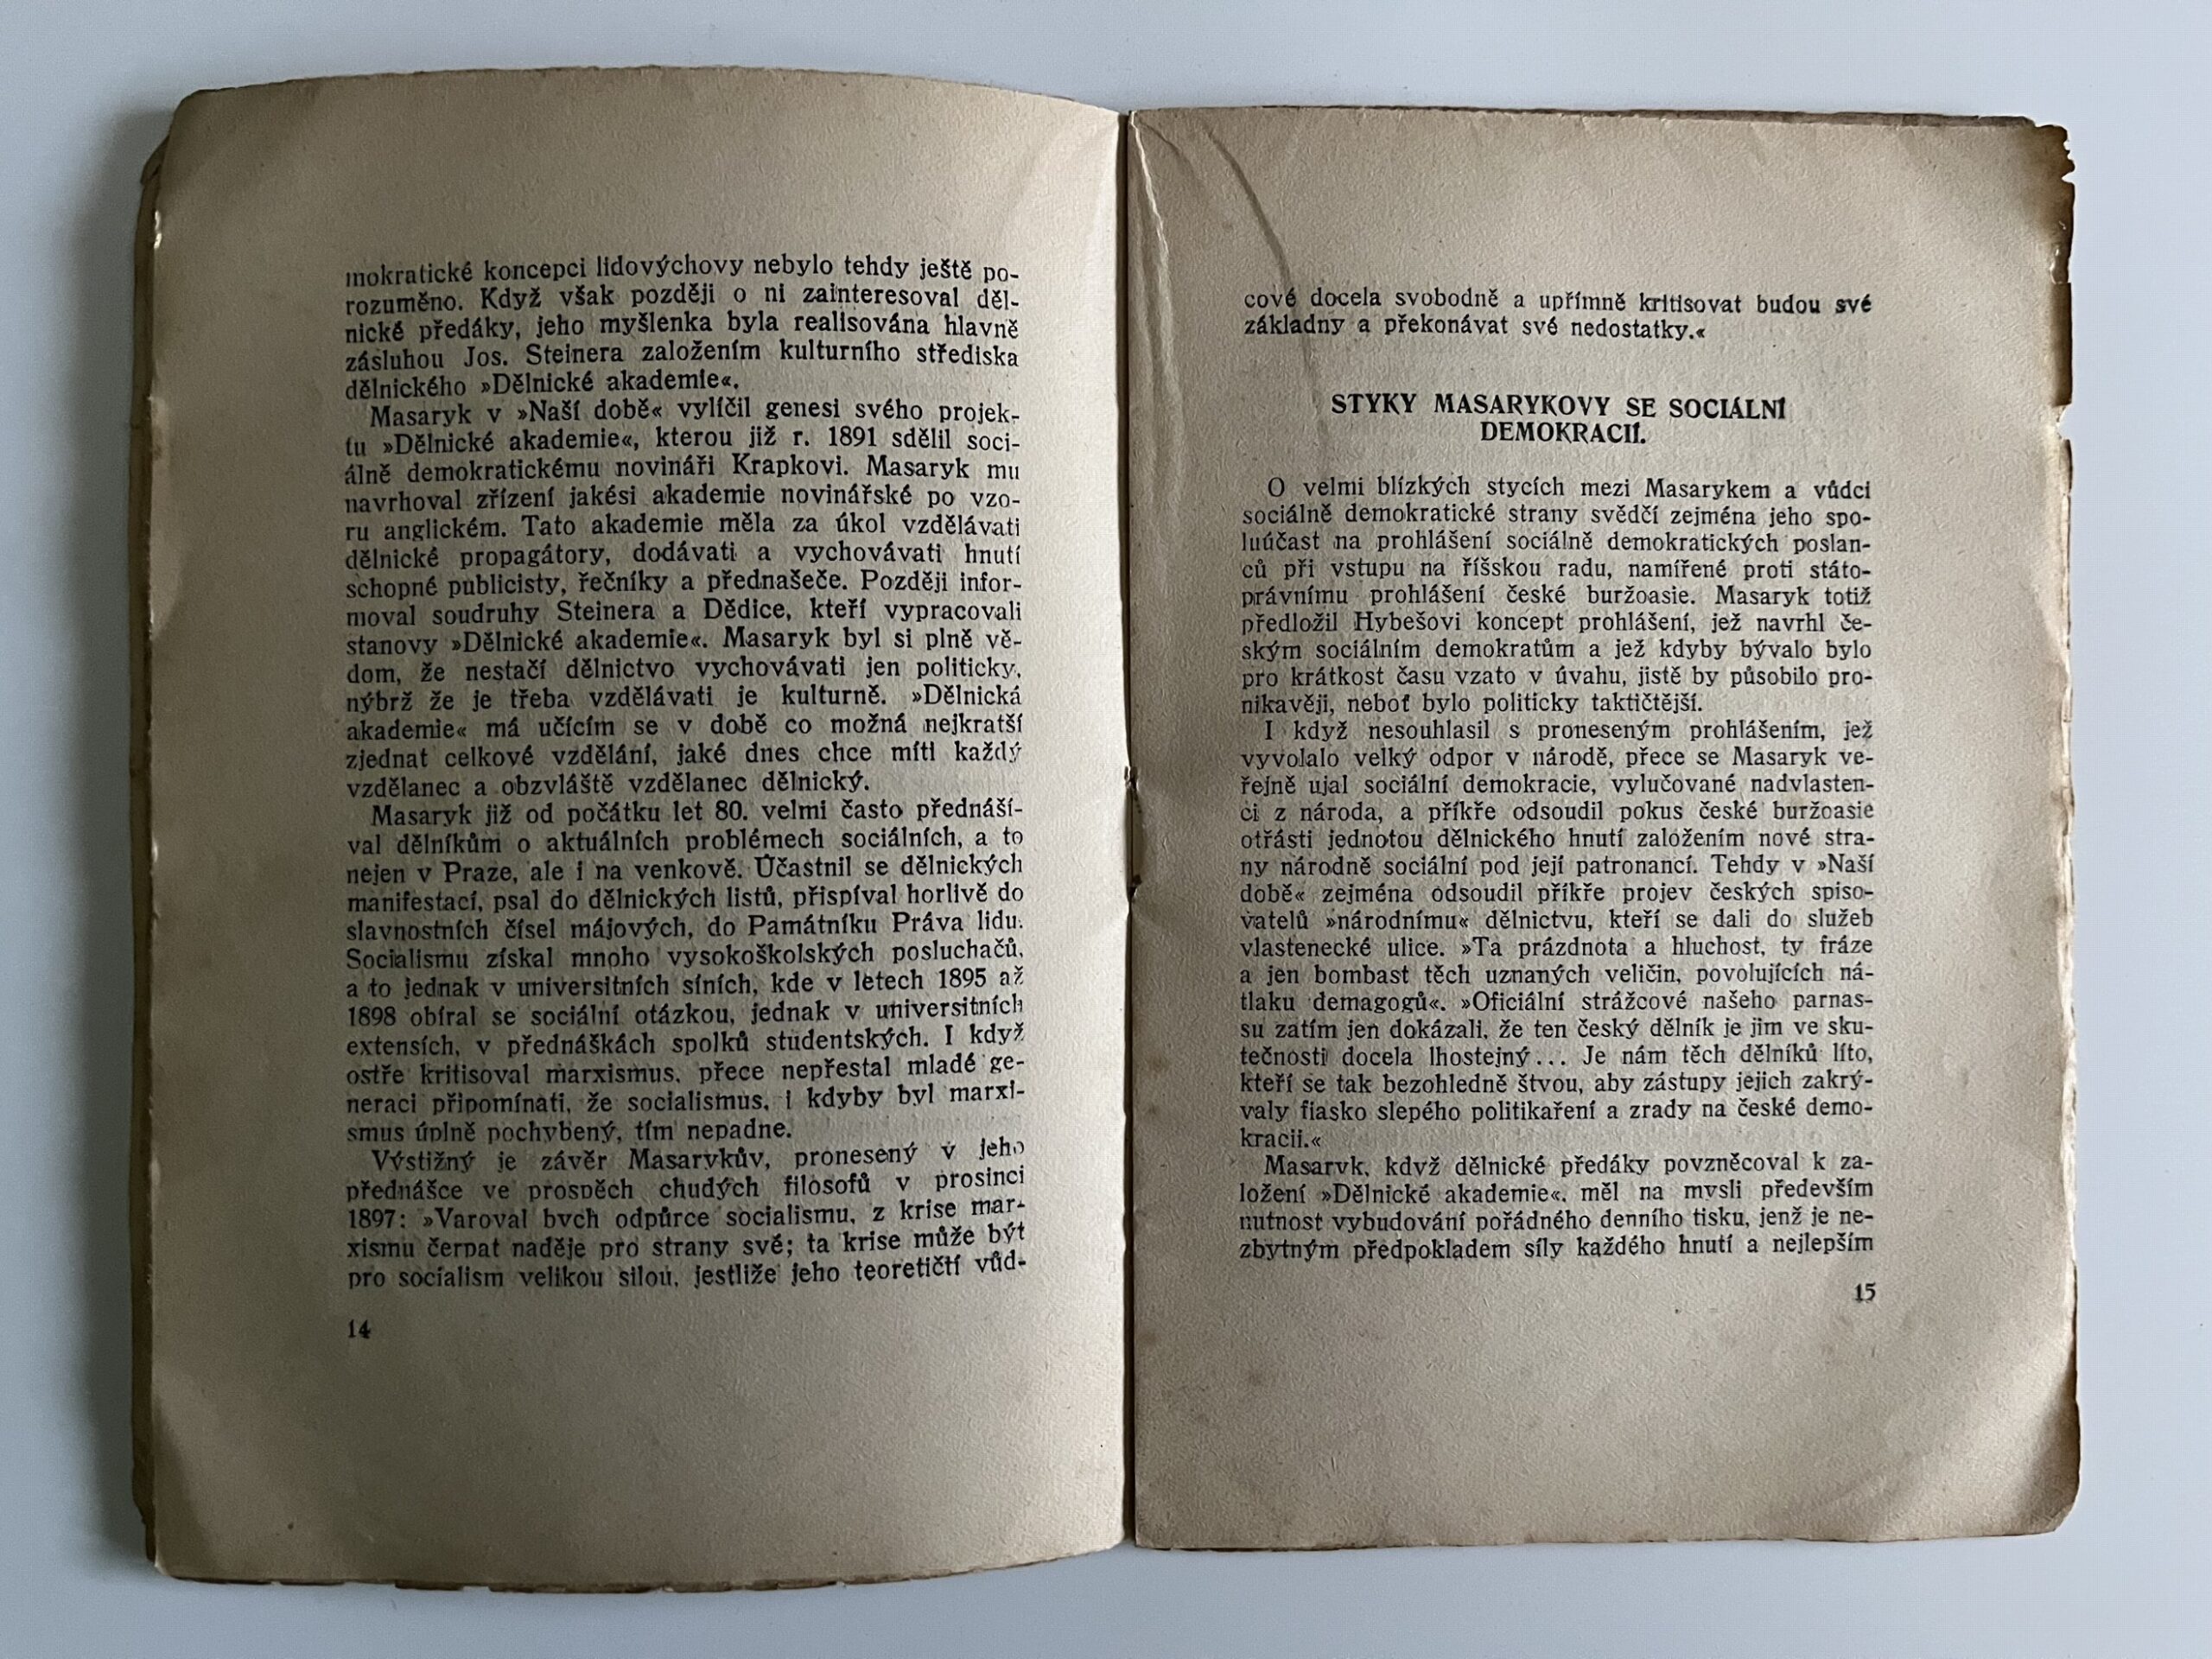 mokratické koncepci lidovýchovy nebylo tehdy ještě po-
rozuměno. Když však později o ni zainteresoval děl-
nické předáky, jeho myšlenka byla realisována hlavně
zásluhou Jos. Steinera založením kulturního střediska
dělnického »Dělnické akademie«.
Masaryk v »Naší době« vylíčil genesi svého projek-
tu »Dělnické akademie«, kterou již r. 1891 sdělil soci-
álně demokratickému novináři Krapkovi. Masaryk mu
navrhoval zřízení jakési akademie novinářské po vzo-
ru anglickém. Tato akademie měla za úkol vzdělávati
dělnické propagátory, dodávati a vychovávati hnutí
schopné publicisty, řečníky a přednašeče. Později infor-
moval soudruhy Steinera a Dědice, kteří vypracovali
stanovy »Dělnické akademie«. Masaryk byl si plně vě-
dom, že nestačí dělnictvo vychovávati jen politicky,
nýbrž že je třeba vzdělávati je kulturně. »Dělnická
akademie« má učícím se v době co možná nejkratší
zjednat celkové vzdělání, jaké dnes chce míti každý
vzdělanec a obzvláště vzdělanec dělnický.
Masaryk již od počátku let 80. velmi často přednáší-
val dělníkům o aktuálních problémech sociálních, a to
nejen v Praze, ale i na venkově. Účastnil se dělnických
manifestací, psal do dělnických listů, přispíval horlivě do
slavnostních čísel májových, do Památníku Práva lidu.
Socialismu získal mnoho vysokoškolských posluchačů,
a to jednak v universitních síních, kde v letech 1895 až
1898 obíral se sociální otázkou, jednak v universitních
extensích, v přednáškách spolků studentských. I když
ostře kritisoval marxismus, přece nepřestal mladé ge-
neraci připomínati, že socialismus, i kdyby byl marxi-
smus úplně pochybený, tím nepadne.
Výstižný je závěr Masarykův, pronesený v jeho
přednášce ve prospěch chudých filosofů v prosinci
1897: »Varoval bych odpůrce socialismu, z krise mar-
xismu čerpat naděje pro strany své; ta krise může být
pro socialism velikou silou, jestliže jeho teoretičtí vůd-
14
cové docela svobodně a upřímně kritisovat budou své
základny a překonávat své nedostatky.«
STYKY MASARYKOVY SE SOCIÁLNÍ
DEMOKRACIÍ.
O velmi blízkých stycích mezi Masarykem a vůdci
sociálně demokratické strany svědčí zejména jeho spo-
luúčast na prohlášení sociálně demokratických poslan-
ců při vstupu na říšskou radu, namířené proti státo-
právnímu prohlášení české buržoasie. Masaryk totiž
předložil Hybešovi koncept prohlášení, jež navrhl če-
ským sociálním demokratům a jež kdyby bývalo bylo
pro krátkost času vzato v úvahu, jistě by působilo pro-
nikavěji, neboť bylo politicky taktičtější.
I když nesouhlasil s proneseným prohlášením, jež
vyvolalo velký odpor v národě, přece se Masaryk ve-
řejně ujal sociální demokracie, vylučované nadvlasten-
ci z národa, a příkře odsoudil pokus české buržoasie
otřásti jednotou dělnického hnutí založením nové stra-
ny národně sociální pod její patronancí. Tehdy v »Naší
době« zejména odsoudil příkře projev českých spiso-
vatelů »národnímu« dělnictvu, kteří se dali do služeb
vlastenecké ulice. »Ta prázdnota a hluchost, ty fráze
a jen bombast těch uznaných veličin, povolujících ná-
tlaku demagogů«. »Oficiální strážcové našeho parnas-
su zatím jen dokázali, že ten český dělník je jim ve sku-
tečnosti docela lhostejný... Je nám těch dělníků líto,
kteří se tak bezohledně štvou, aby zástupy jejich zakrý-
valy fiasko slepého politikaření a zrady na české demo-
kracii.«
Masaryk, když dělnické předáky povzněcoval k za-
ložení »Dělnické akademie«, měl na mysli především
nutnost vybudování pořádného denního tisku, jenž je ne-
zbytným předpokladem síly každého hnutí a nejlepším
15